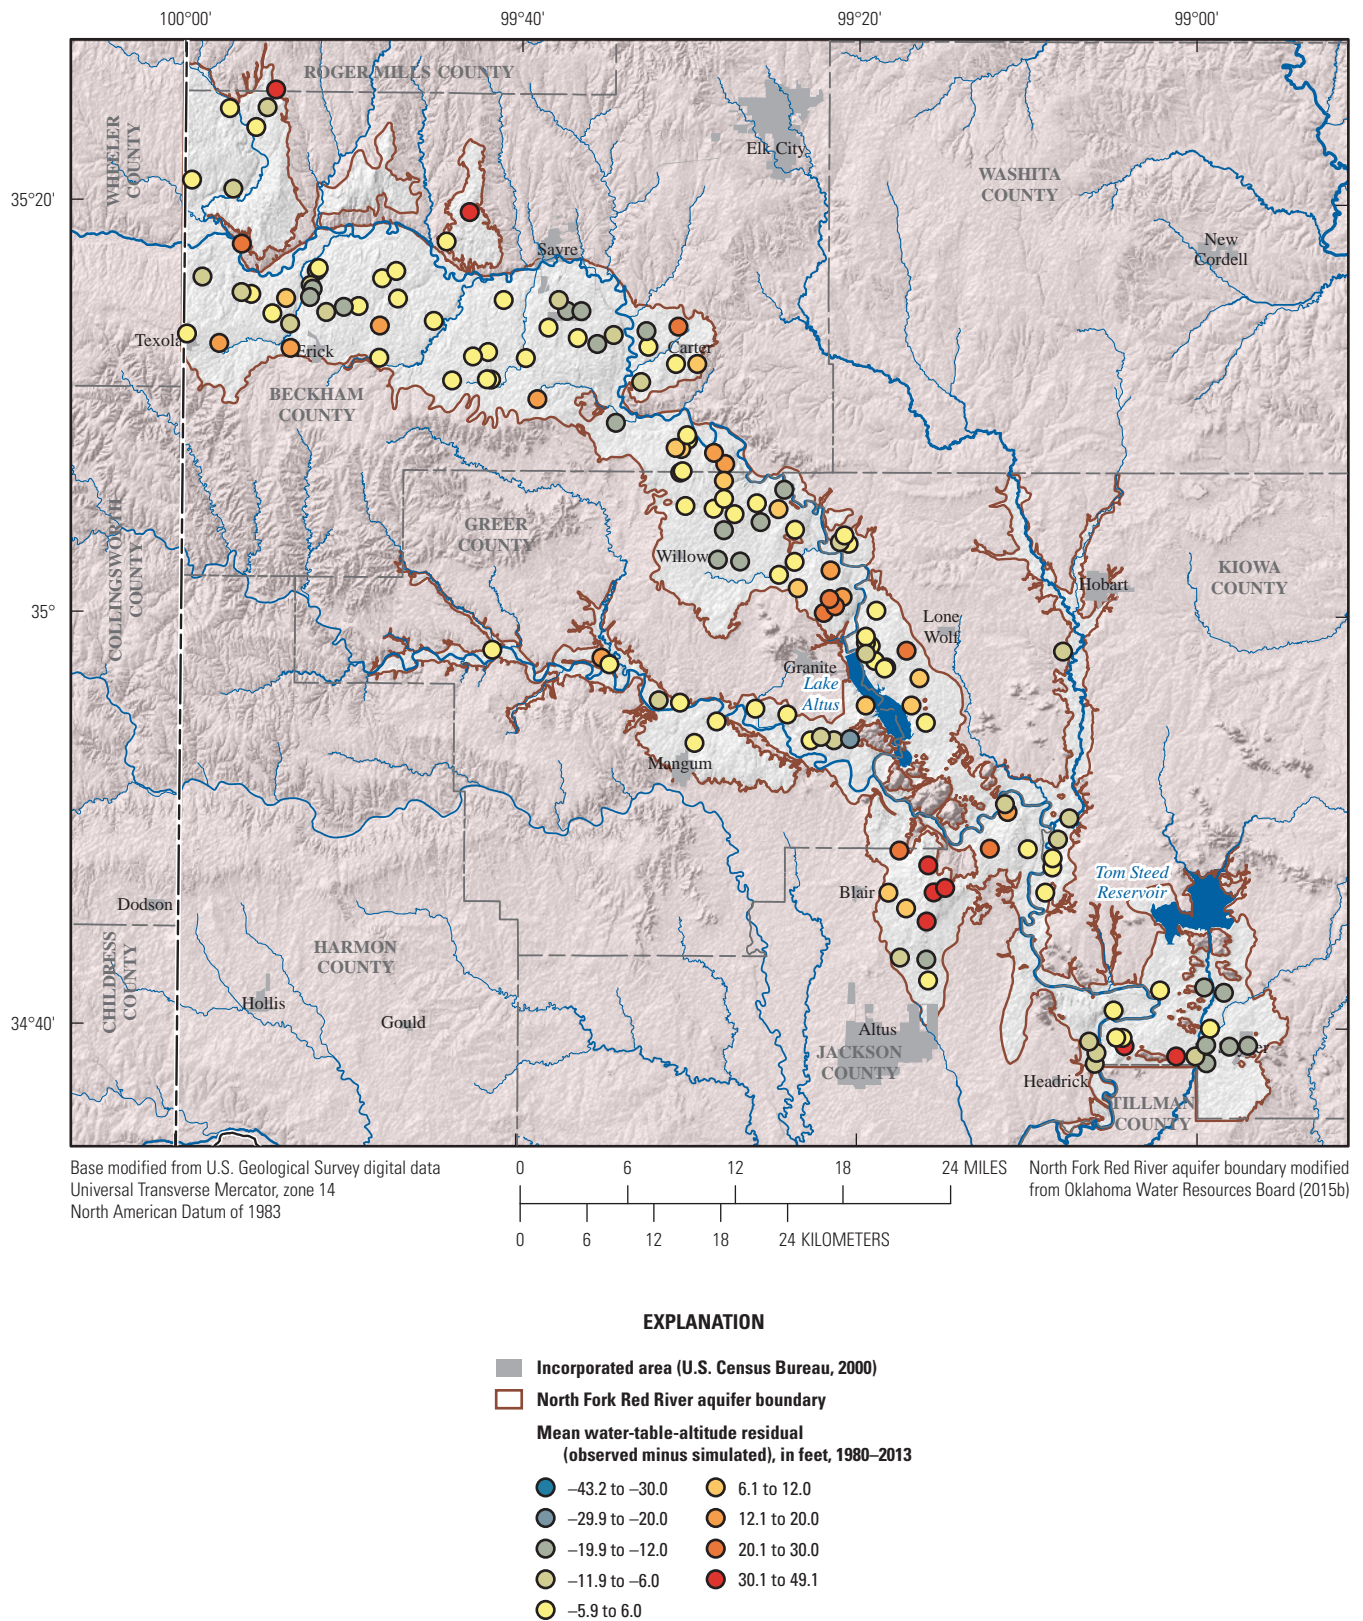 100°00'
99°40'
99°20'
99°00'
ROGER MILLS COUNTY
WHEELER
COUNTY
Elk City
WASHITA
COUNTY
35°20'
New
Cordell
Sayre
Texola
Erick
Carter
BECKHAM
COUNTY
COLLINGSWORTH
COUNTY
GREER
COUNTY
Willow
KIOWA
COUNTY
Hobart
35°
Lone
Wolf
Granite
Lake
Altus
Mangum
Tom Steed
Reservoir
Blair
Dodson
CHILDRESS
COUNTY
HARMON
COUNTY
Hollis
Gould
34°40'
Altus
JACKSON
COUNTY
Headrick
TILLMAN
COUNTY
Base modified from U.S. Geological Survey digital data
Universal Transverse Mercator, zone 14
North American Datum of 1983
0 6 12 18 24 MILES
0 6 12 18 24 KILOMETERS
North Fork Red River aquifer boundary modified
from Oklahoma Water Resources Board (2015b)
EXPLANATION
Incorporated area (U.S. Census Bureau, 2000)
North Fork Red River aquifer boundary
Mean water-table-altitude residual
(observed minus simulated), in feet, 1980–2013
–43.2 to –30.0
–29.9 to –20.0
–19.9 to –12.0
–11.9 to –6.0
–5.9 to 6.0
6.1 to 12.0
12.1 to 20.0
20.1 to 30.0
30.1 to 49.1